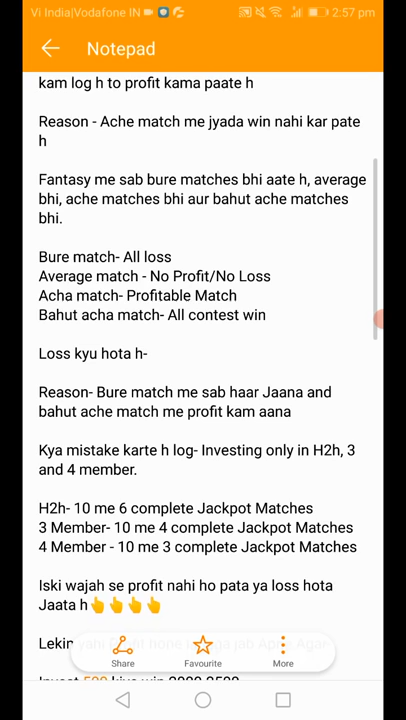 Vi India|Vodafone IN
2:57 pm
Notepad
kam log h to profit kama paate h
Reason - Ache match me jyada win nahi kar pate
h
Fantasy me sab bure matches bhi aate h, average
bhi, ache matches bhi aur bahut ache matches
bhi.
Bure match- All loss
Average match - No Profit/No Loss
Acha match- Profitable Match
Bahut acha match- All contest win
Loss kyu hota h-
Reason- Bure match me sab haar Jaana and
bahut ache match me profit kam aana
Kya mistake karte h log- Investing only in H2h, 3
and 4 member.
H2h- 10 me 6 complete Jackpot Matches
3 Member- 10 me 4 complete Jackpot Matches
4 Member - 10 me 3 complete Jackpot Matches
Iski wajah se profit nahi ho pata ya loss hota
Jaata h👆👆👆👆
Lekin
Share
Favourite
More